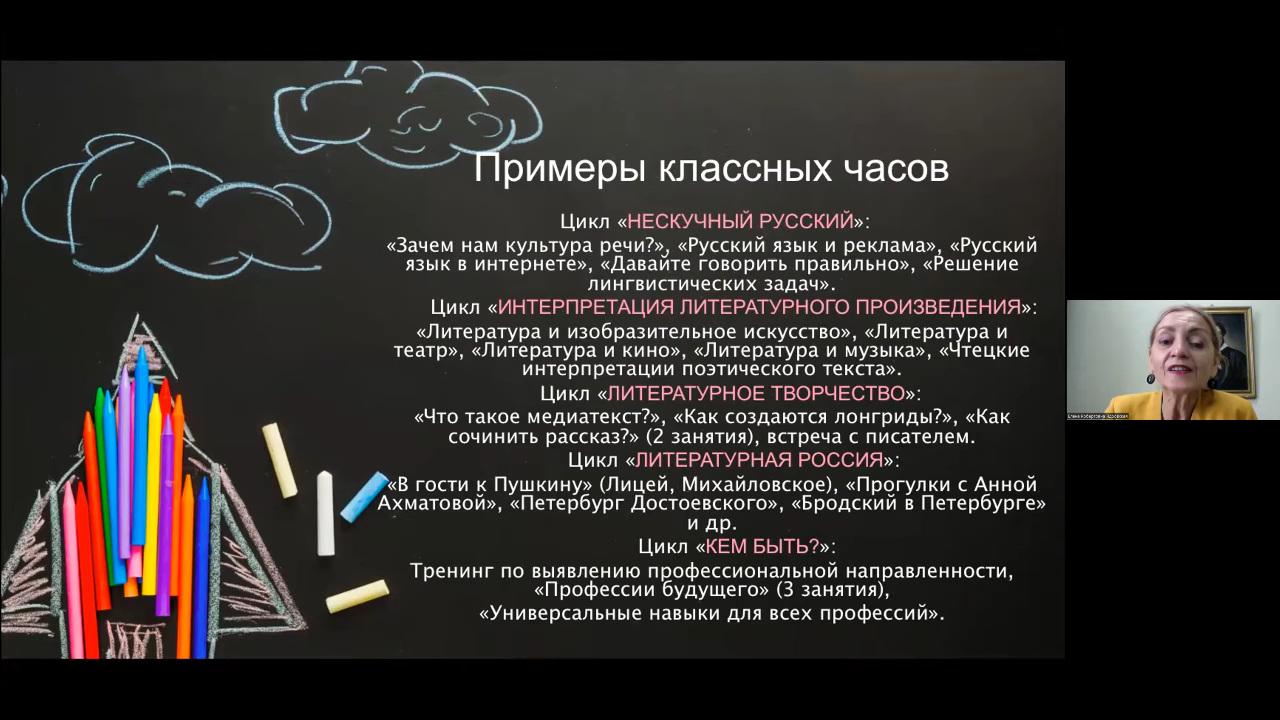 Примеры классных часов
Цикл «НЕСКУЧНЫЙ РУССКИЙ»:
«Зачем нам культура речи?», «Русский язык и реклама», «Русский
язык в интернете», «Давайте говорить правильно», «Решение
лингвистических задач».
Цикл «ИНТЕРПРЕТАЦИЯ ЛИТЕРАТУРНОГО ПРОИЗВЕДЕНИЯ»:
«Литература и изобразительное искусство», «Литература и
театр», «Литература и кино», «Литература и музыка», «Чтецкие
интерпретации поэтического текста».
Цикл «ЛИТЕРАТУРНОЕ ТВОРЧЕСТВО»:
«Что такое медиатекст?», «Как создаются лонгриды?», «Как
сочинить рассказ?» (2 занятия), встреча с писателем.
Цикл «ЛИТЕРАТУРНАЯ РОССИЯ»:
«В гости к Пушкину» (Лицей, Михайловское), «Прогулки с Анной
Ахматовой», «Петербург Достоевского», «Бродский в Петербурге»
и др.
Цикл «КЕМ БЫТЬ?»:
Тренинг по выявлению профессиональной направленности,
«Профессии будущего» (3 занятия),
«Универсальные навыки для всех профессий».
Елена Робертовна Ядровская